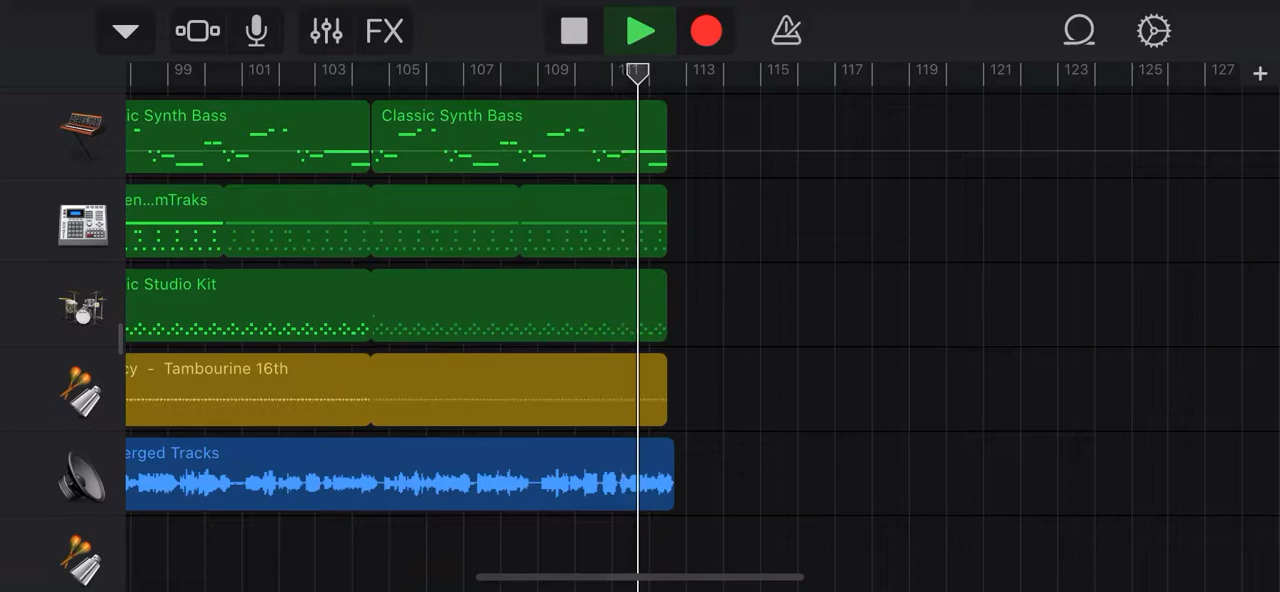 FX
99 101 103 105 107 109 111 113 115 117 119 121 123 125 127 +
ic Synth Bass Classic Synth Bass
en...mTraks
ic Studio Kit
cy - Tambourine 16th
erged Tracks